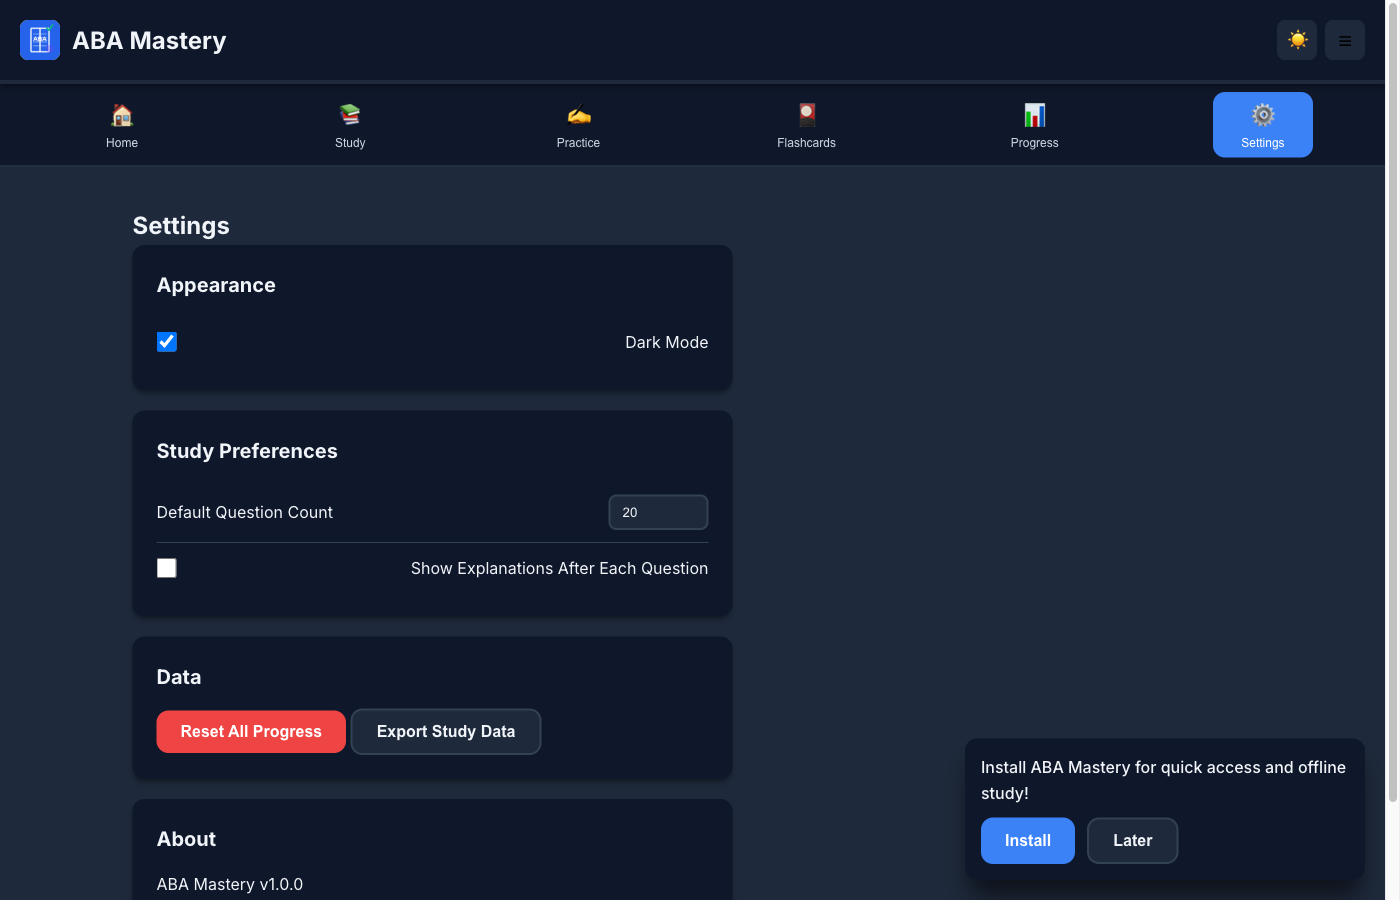 ABA
ABA Mastery
Home
Study
Practice
Flashcards
Progress
Settings
Settings
Appearance
Dark Mode
Study Preferences
Default Question Count
20
Show Explanations After Each Question
Data
Reset All Progress
Export Study Data
About
ABA Mastery v1.0.0
Install ABA Mastery for quick access and offline
study!
Install
Later